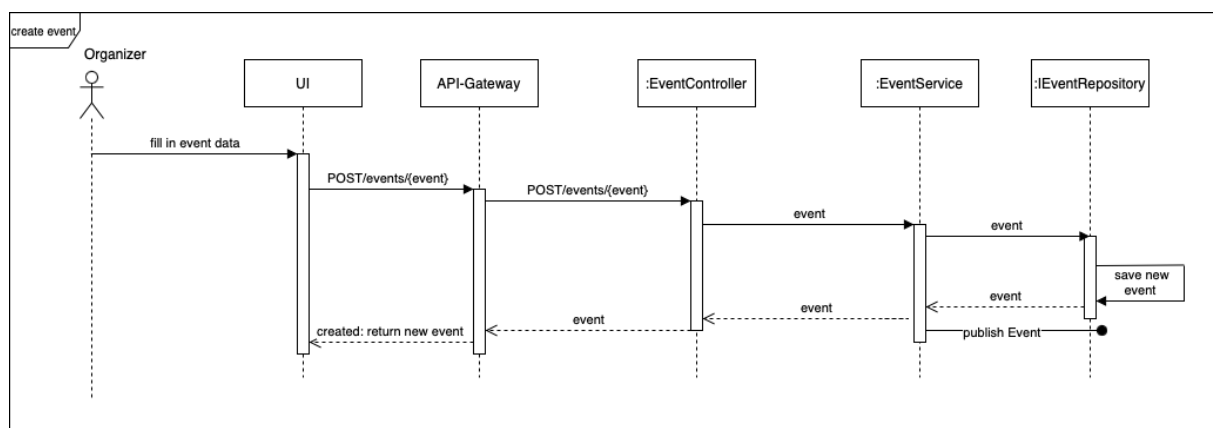 create event
Organizer
UI
API-Gateway
:EventController
:EventService
:IEventRepository
fill in event data
POST/events/{event}
POST/events/{event}
event
event
save new
event
event
event
event
created: return new event
publish Event